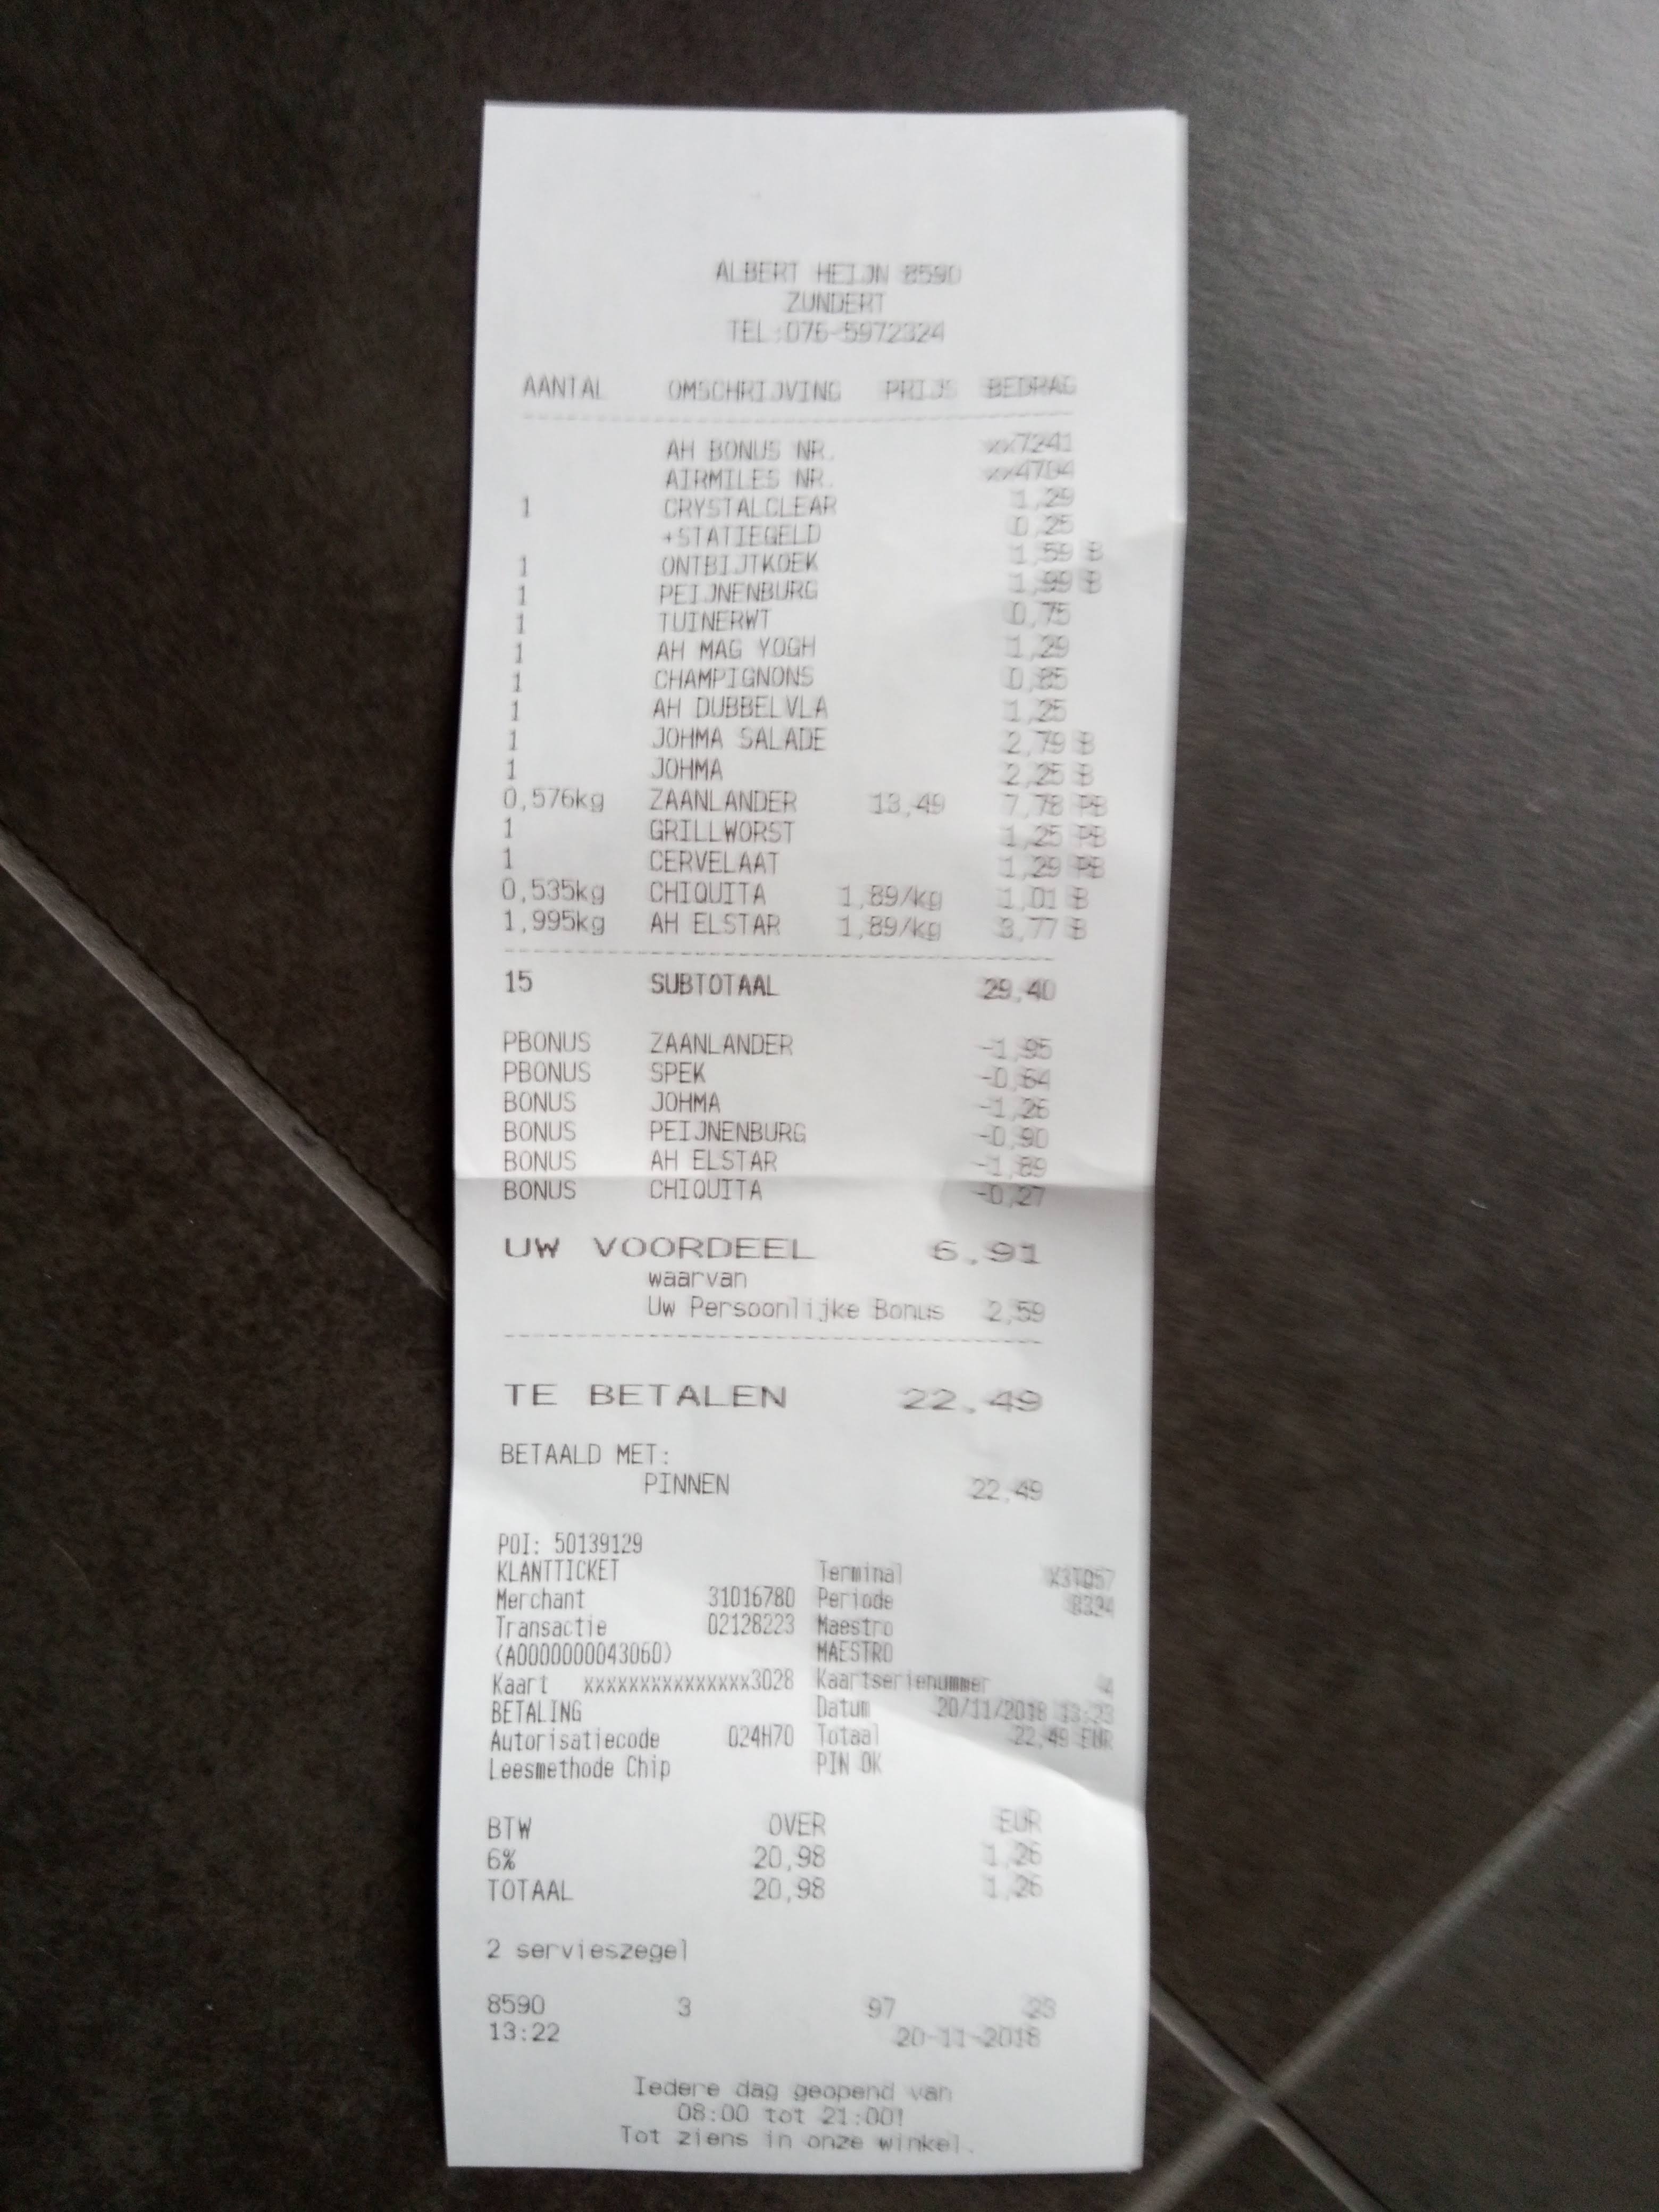 ALBERT HEIJN 8590
ZUNDERT
TEL:076-5972324
AANTAL OMSCHRIJVING PRIJS BEDRAG
AH BONUS NR. xx7241
AIRMILES NR. xx4704
1 CRYSTALCLEAR 1,29
+STATIEGELD 0,25
1 ONTBIJTKOEK 1,59 B
1 PEIJNENBURG 1,99 B
1 TUINERWT 0,75
1 AH MAG YOGH 1,29
1 CHAMPIGNONS 0,85
1 AH DUBBELVLA 1,25
1 JOHMA SALADE 2,79 B
1 JOHMA 2,25 B
0,576kg ZAANLANDER 13,49 7,78 PB
1 GRILLWORST 1,25 PB
1 CERVELAAT 1,29 PB
0,535kg CHIQUITA 1,89/kg 1,01 B
1,995kg AH ELSTAR 1,89/kg 3,77 B
15 SUBTOTAAL 29,40
PBONUS ZAANLANDER -1,95
PBONUS SPEK -0,64
BONUS JOHMA -1,26
BONUS PEIJNENBURG -0,90
BONUS AH ELSTAR -1,89
BONUS CHIQUITA -0,27
UW VOORDEEL 6,91
waarvan
Uw Persoonlijke Bonus 2,59
TE BETALEN 22,49
BETAALD MET:
PINNEN 22,49
POI: 50139129
KLANTTICKET Terminal
Merchant 31016780 Periode 8324
Transactie 02128223 Maestro
(A0000000043060) MAESTRO
Kaart xxxxxxxxxxxxxxx3028 Kaartserienummer 4
BETALING Datum 20/11/2018 13:23
Autorisatiecode 024H70 Totaal 22,49 EUR
Leesmethode Chip PIN OK
BTW OVER EUR
6% 20,98 1,26
TOTAAL 20,98 1,26
2 servieszegel
8590 3 97 23
13:22 20-11-2018
Iedere dag geopend van
08:00 tot 21:00!
Tot ziens in onze winkel.